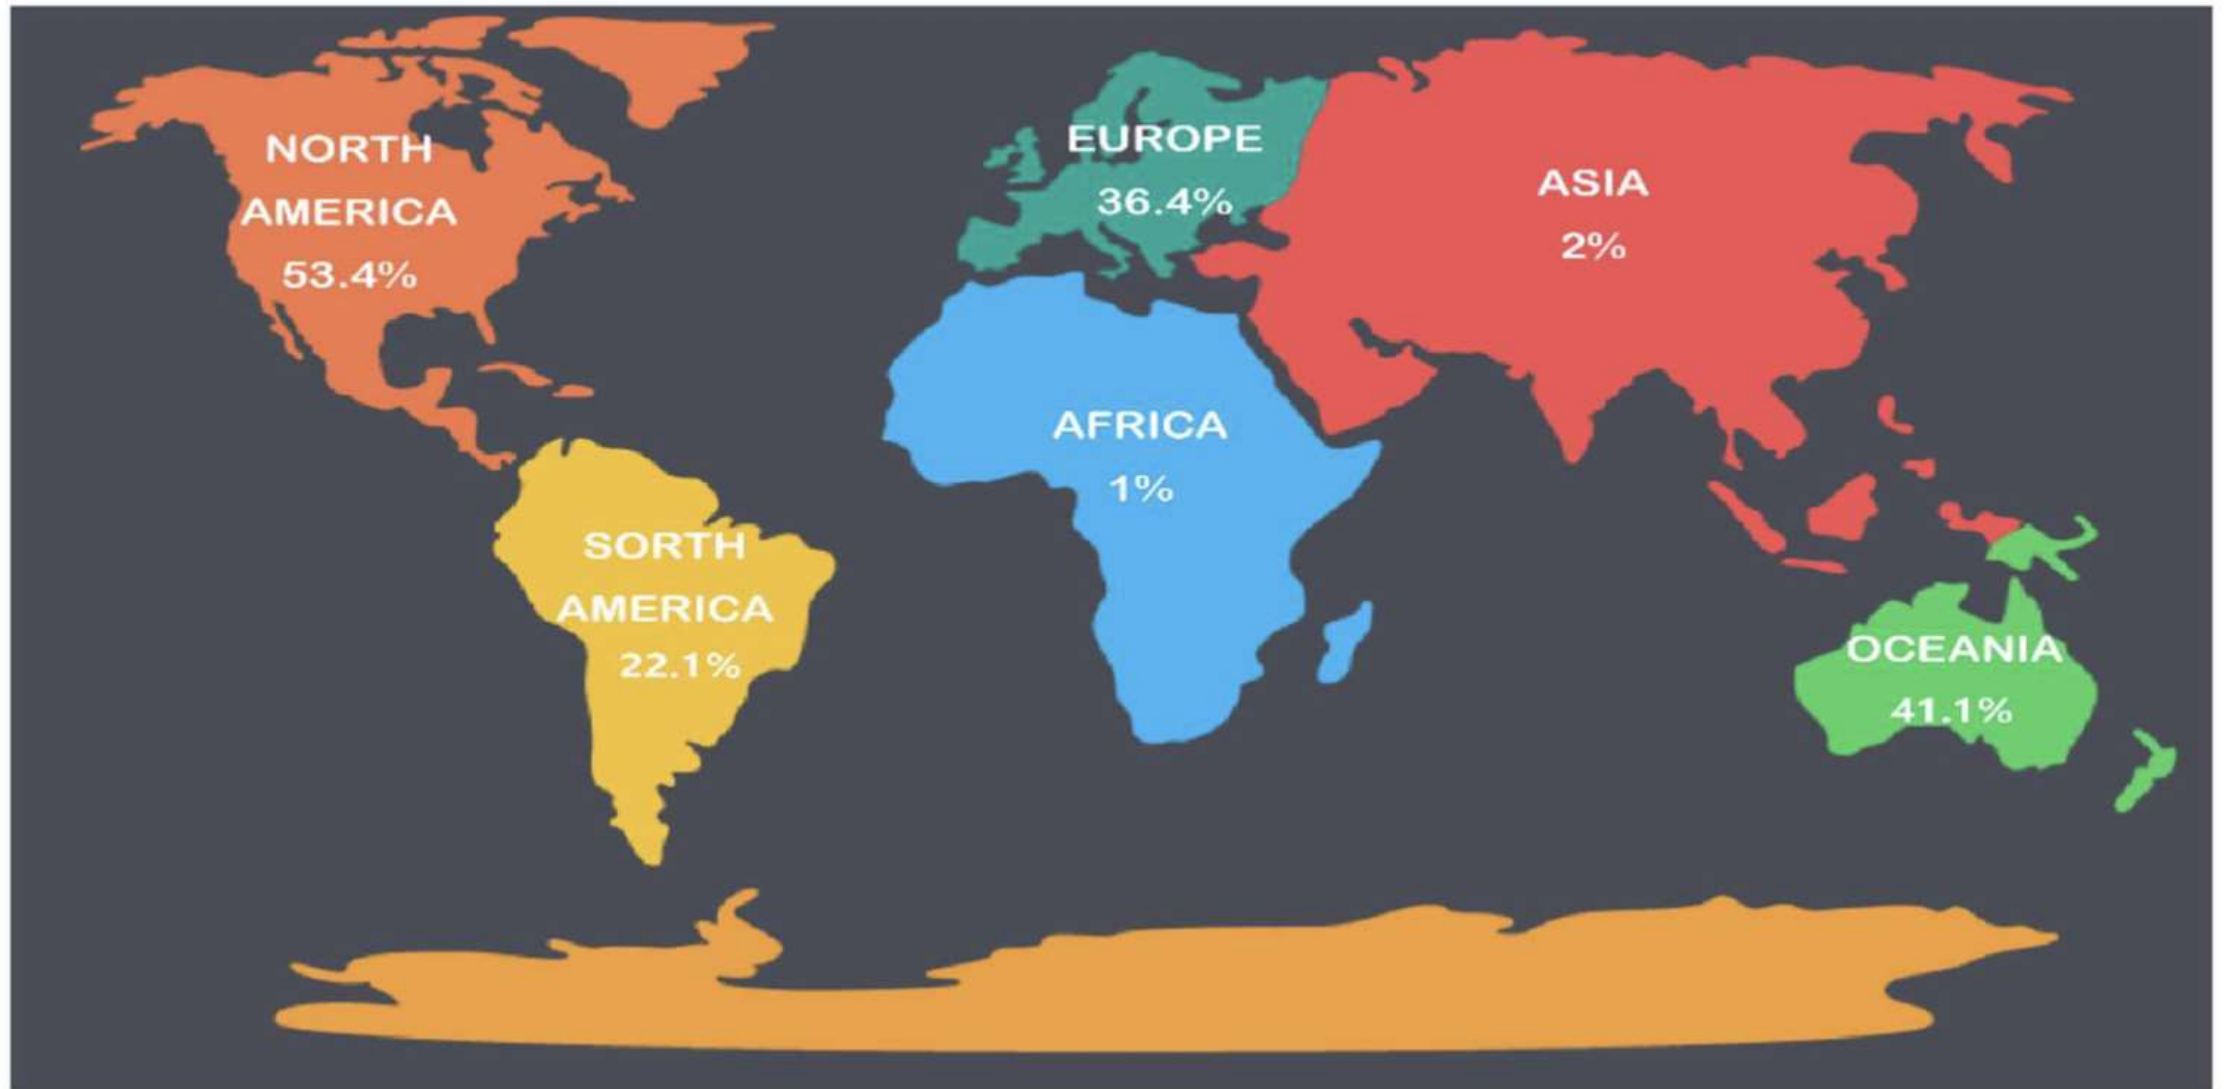 NORTH
AMERICA
53.4%
EUROPE
36.4%
ASIA
2%
AFRICA
1%
SORTH
AMERICA
22.1%
OCEANIA
41.1%